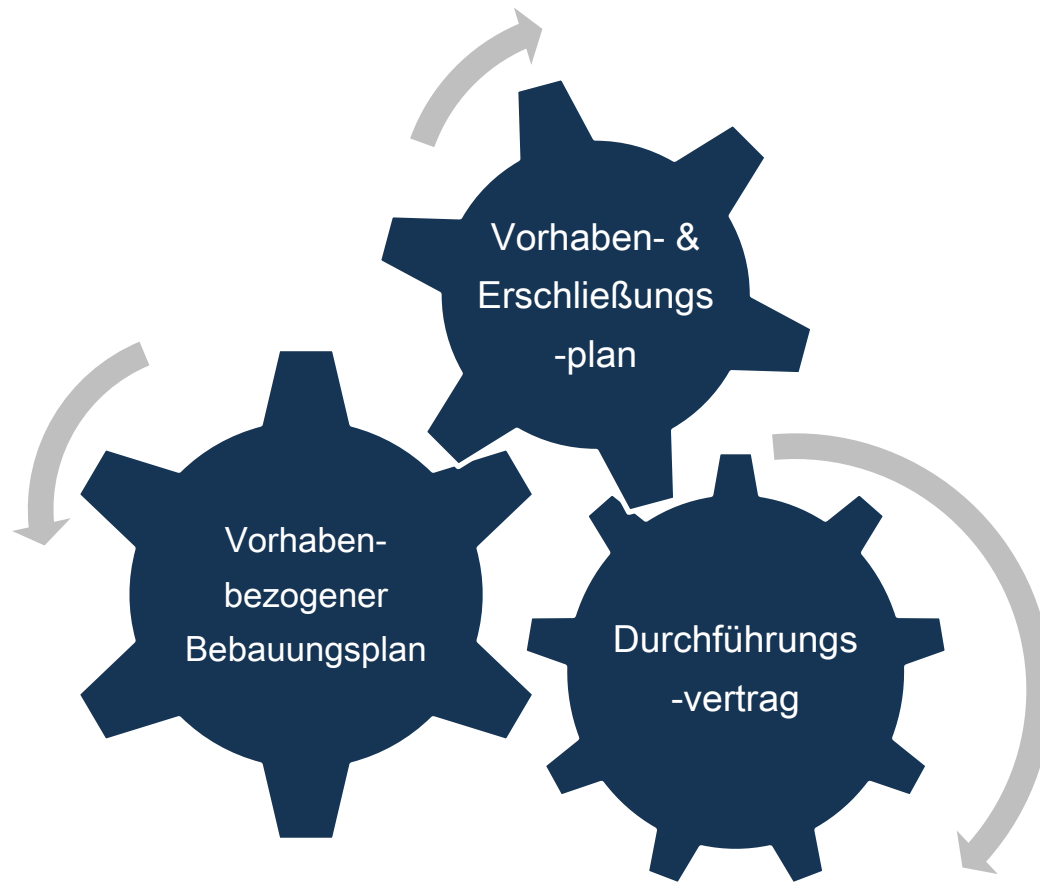 Vorhaben- &
Erschließungs
-plan
Vorhaben-
bezogener
Bebauungsplan
Durchführungs
-vertrag